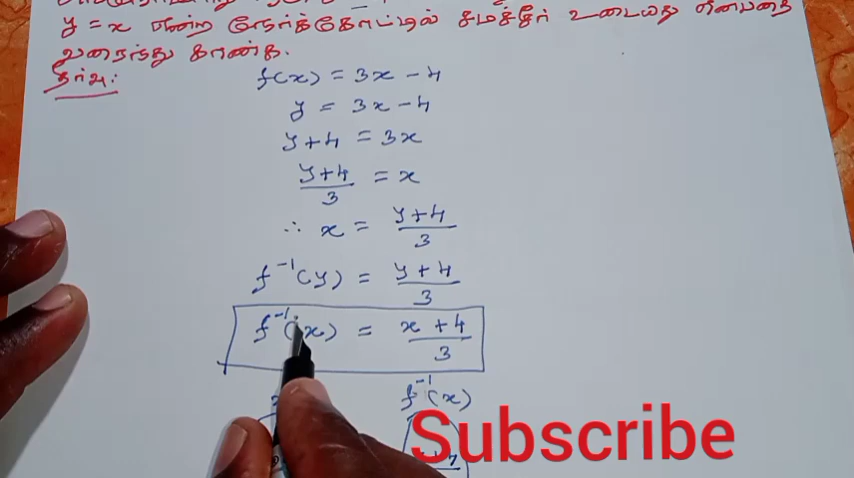 y = x என்ற நேர்க்கோட்டில் சமச்சீர் உடையது என்பதை
வரைந்து காண்க.
தீர்வு:
f(x) = 3x - 4
y = 3x - 4
y + 4 = 3x
y+4/3 = x
∴ x = y+4/3
f⁻¹(y) = y+4/3
f⁻¹(x) = x+4/3
f⁻¹(x)
Subscribe